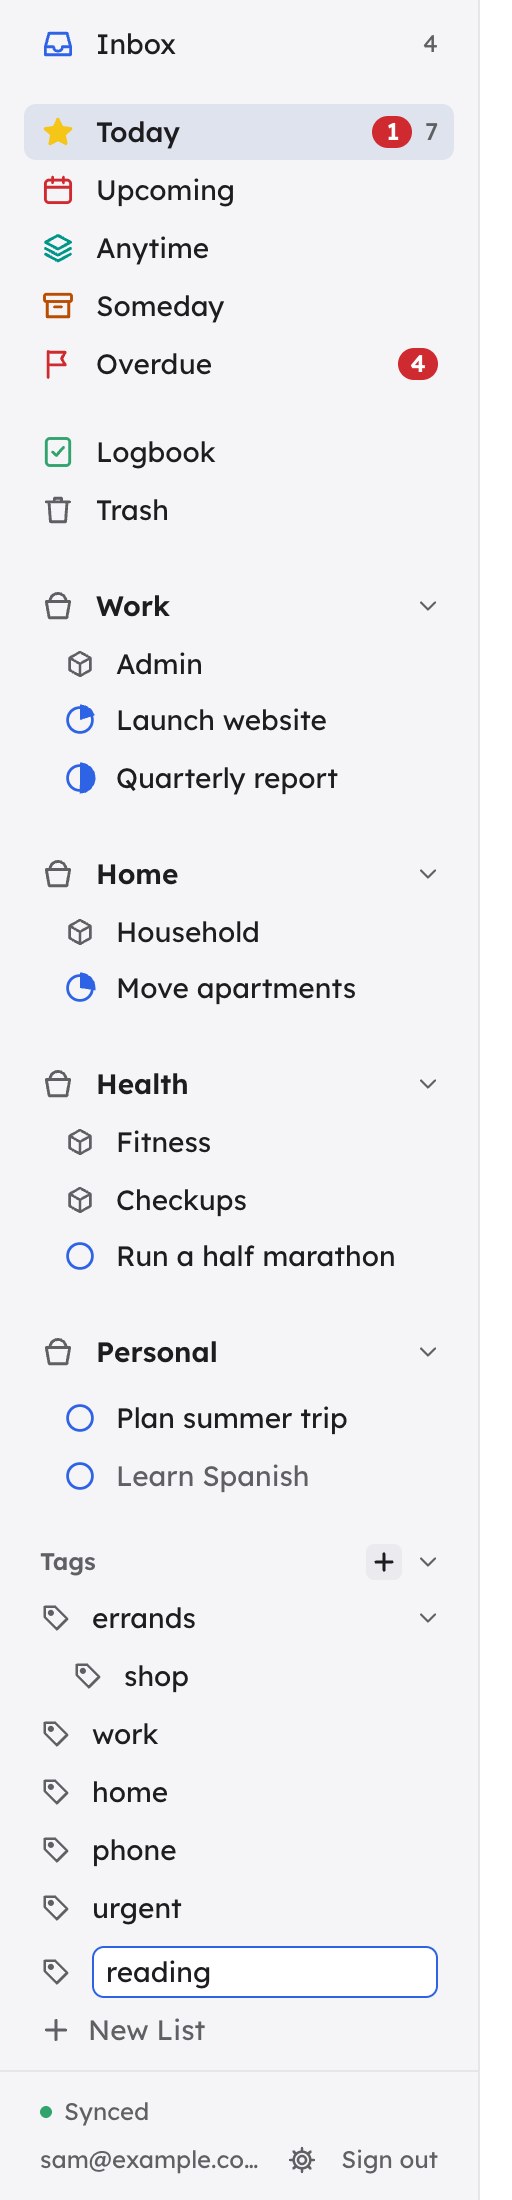 Inbox 4
Today 1 7
Upcoming
Anytime
Someday
Overdue 4
Logbook
Trash
Work
Admin
Launch website
Quarterly report
Home
Household
Move apartments
Health
Fitness
Checkups
Run a half marathon
Personal
Plan summer trip
Learn Spanish
Tags
errands
shop
work
home
phone
urgent
reading
New List
Synced
sam@example.co… Sign out